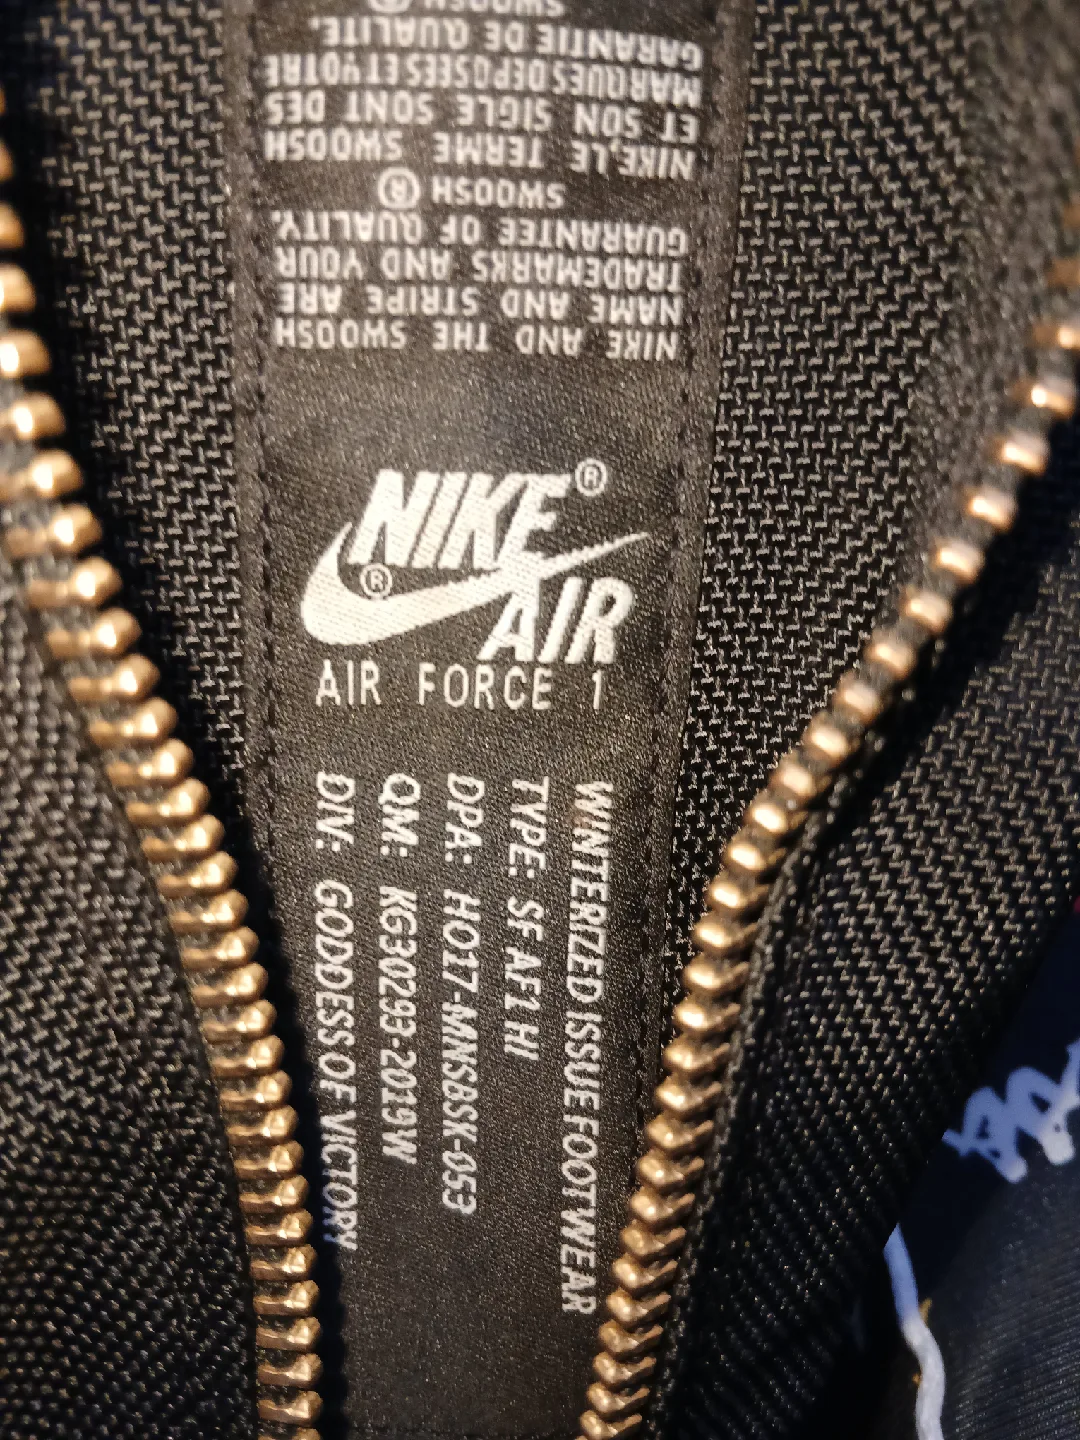 NIKE AND THE SWOOSH
NAME AND STRIPE ARE
TRADEMARKS AND YOUR
GUARANTEE OF QUALITY.
SWOOSH ®
NIKE, LE TERME SWOOSH
ET SON SIGLE SONT DES
MARQUES DEPOSEES ET VOTRE
GARANTIE DE QUALITE.
SWOOSH ®
NIKE®
®
AIR
AIR FORCE 1
WINTERIZED ISSUE FOOTWEAR
TYPE: SF AF1 HI
DPA: HO17-MNSBSK-053
QM: KG30293-2019W
DIV: GODDESS OF VICTORY